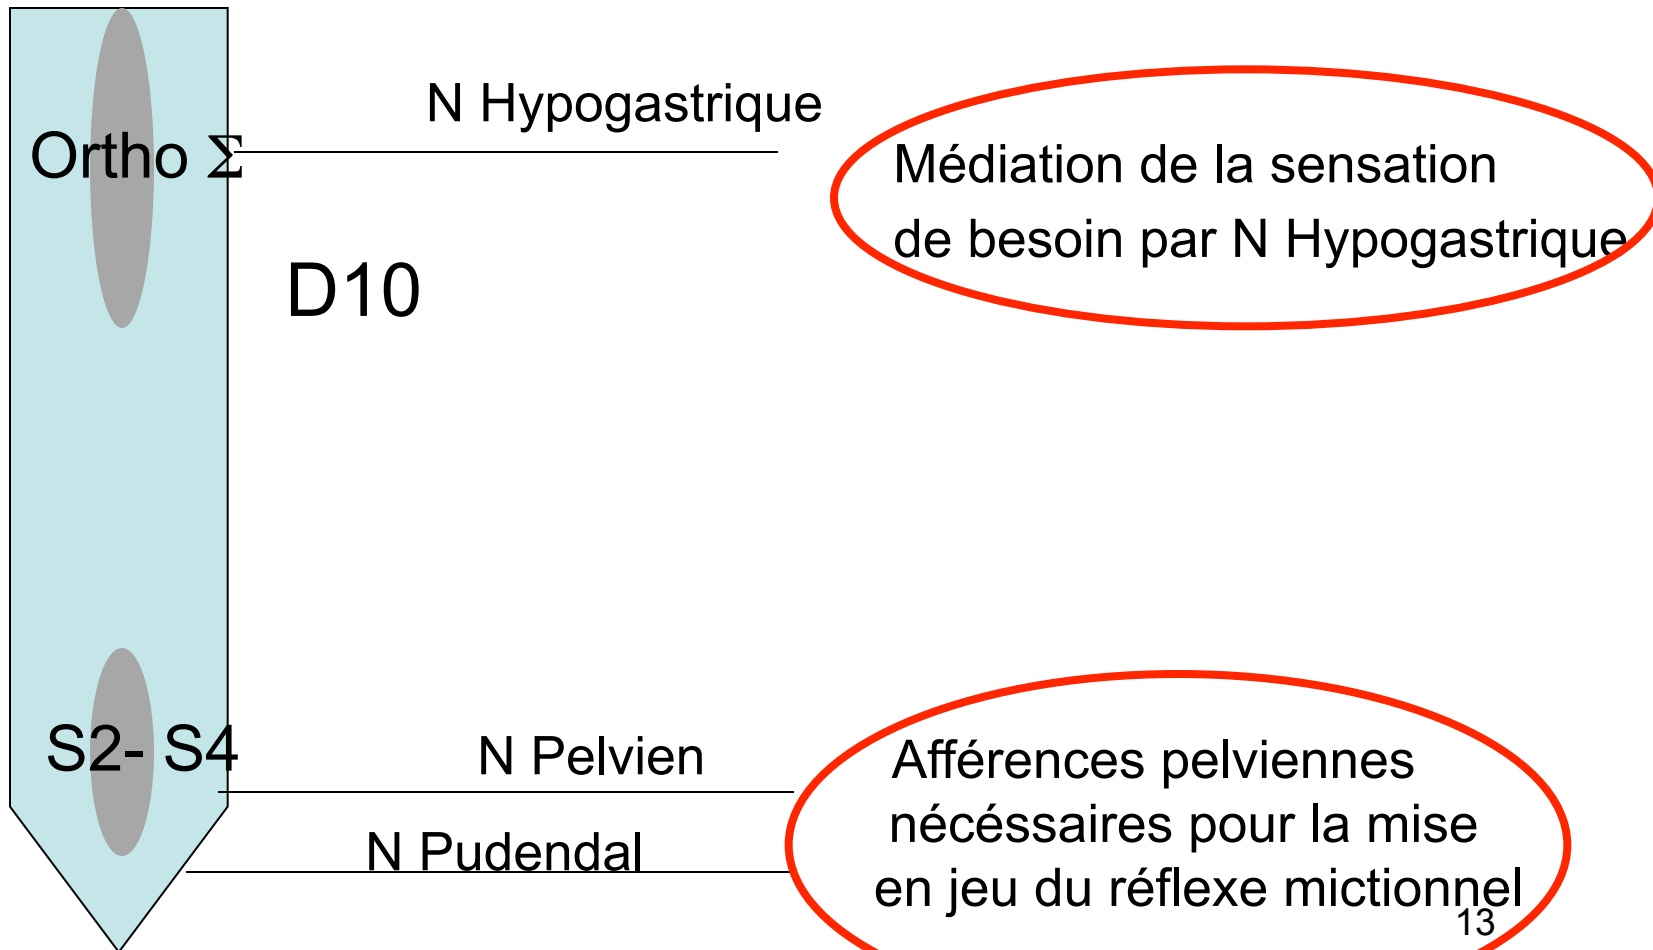 N Hypogastrique
Ortho Σ
Médiation de la sensation
de besoin par N Hypogastrique
D10
S2- S4
N Pelvien
N Pudendal
Afférences pelviennes
nécéssaires pour la mise
en jeu du réflexe mictionnel
13